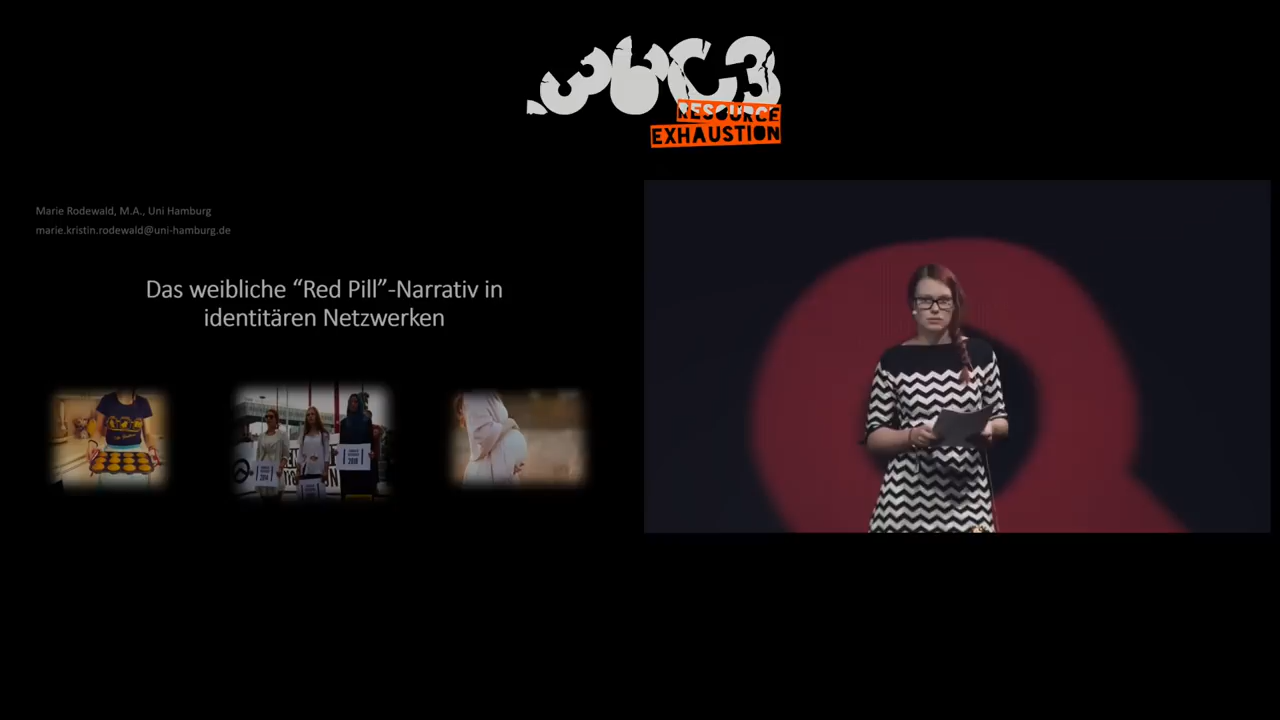 36C3
RESOURCE
EXHAUSTION
Marie Rodewald, M.A., Uni Hamburg
marie.kristin.rodewald@uni-hamburg.de
Das weibliche “Red Pill”-Narrativ in
identitären Netzwerken